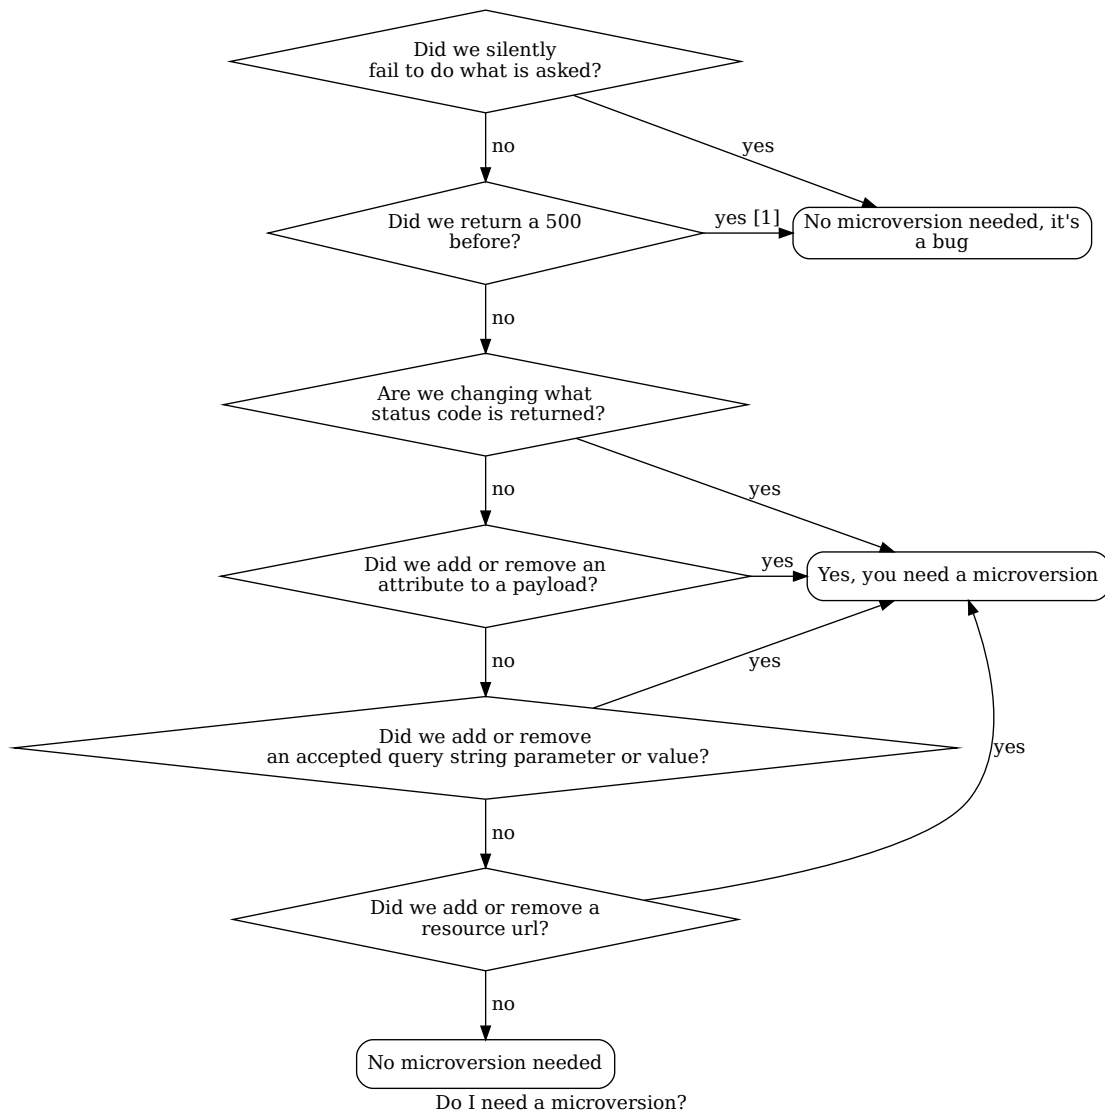 Did we silently
fail to do what is asked?
no
yes
Did we return a 500
before?
yes [1]
No microversion needed, it's
a bug
no
Are we changing what
status code is returned?
no
yes
Did we add or remove an
attribute to a payload?
yes
Yes, you need a microversion
no
yes
Did we add or remove
an accepted query string parameter or value?
yes
no
Did we add or remove a
resource url?
no
No microversion needed
Do I need a microversion?